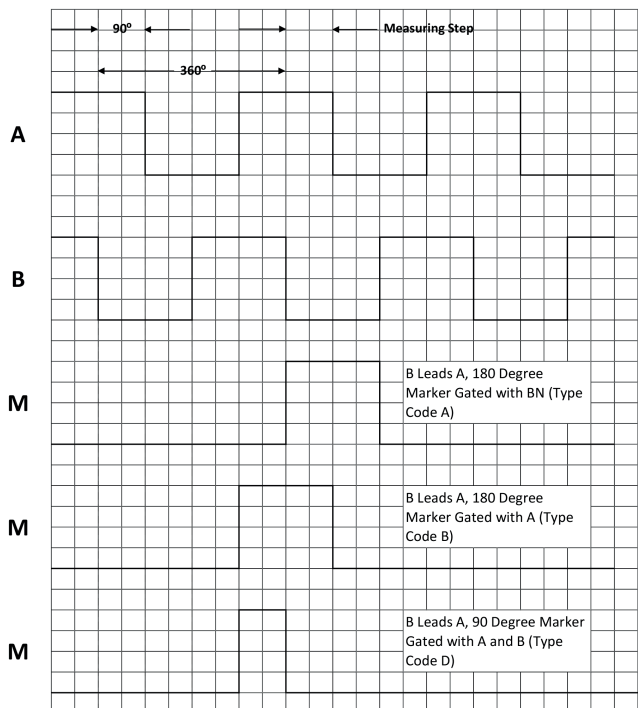 90º
Measuring Step
360º
A
B
M
B Leads A, 180 Degree
Marker Gated with BN (Type
Code A)
M
B Leads A, 180 Degree
Marker Gated with A (Type
Code B)
M
B Leads A, 90 Degree Marker
Gated with A and B (Type
Code D)